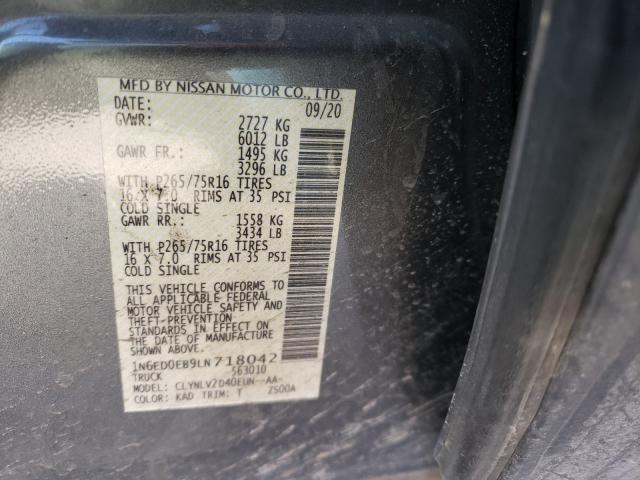 MFD BY NISSAN MOTOR CO., LTD.
DATE: 09/20
GVWR: 2727 KG
6012 LB
GAWR FR.: 1495 KG
3296 LB
WITH P265/75R16 TIRES
16 X 7.0 RIMS AT 35 PSI
COLD SINGLE
GAWR RR.: 1558 KG
3434 LB
WITH P265/75R16 TIRES
16 X 7.0 RIMS AT 35 PSI
COLD SINGLE
THIS VEHICLE CONFORMS TO
ALL APPLICABLE FEDERAL
MOTOR VEHICLE SAFETY AND
THEFT-PREVENTION
STANDARDS IN EFFECT ON
THE DATE OF MANUFACTURE
SHOWN ABOVE.
1N6ED0EB9LN718042
TRUCK 563010
MODEL: CLYNLV2D40EUN--AA-
COLOR: KAD TRIM: T ZS00A